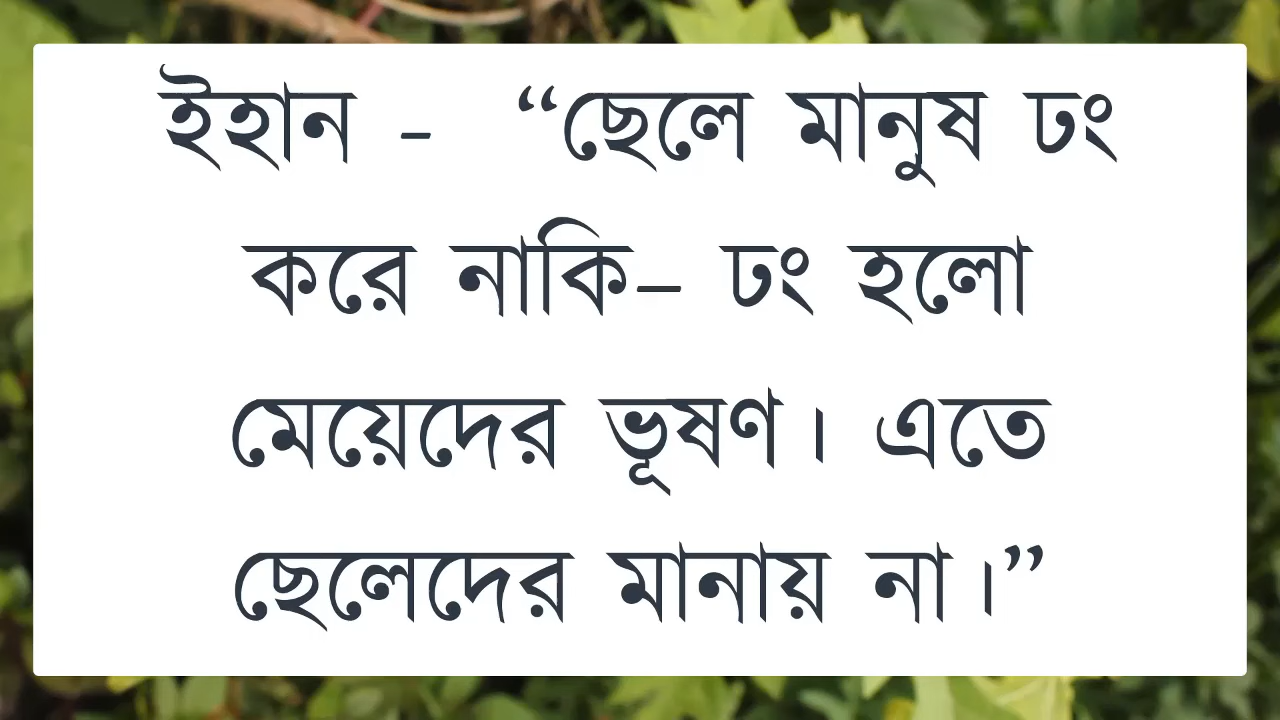 ইহান - “ছেলে মানুষ ঢং
করে নাকি– ঢং হলো
মেয়েদের ভূষণ। এতে
ছেলেদের মানায় না।”